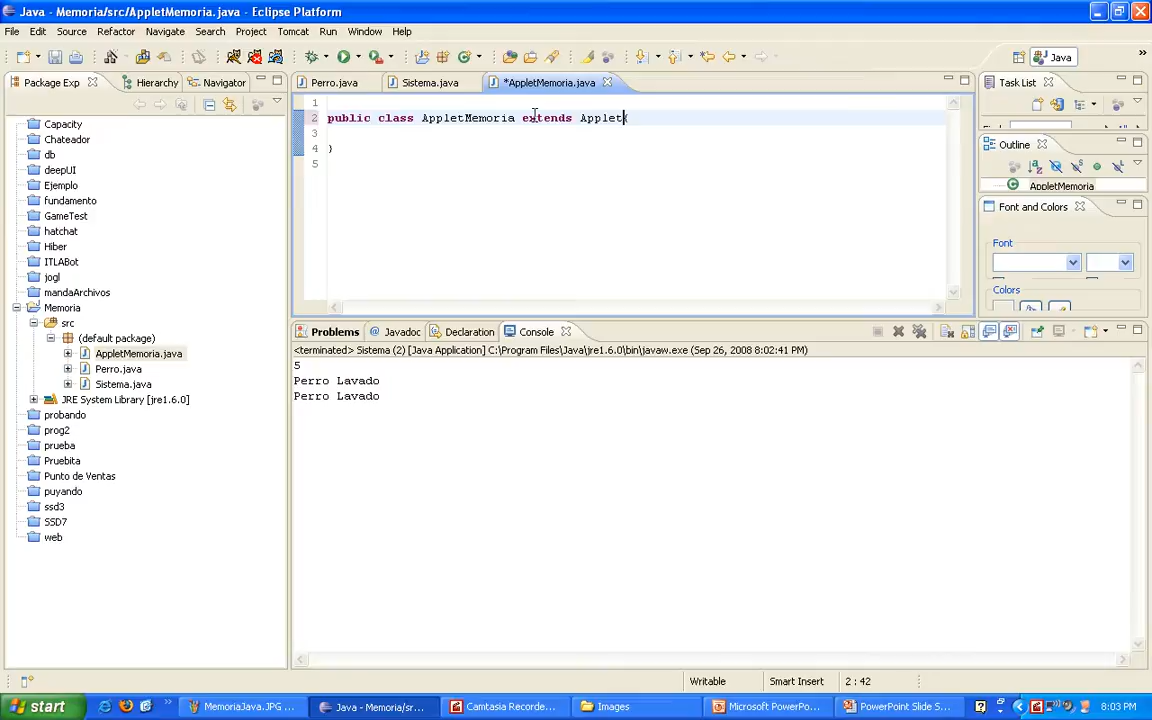 Java - Memoria/src/AppletMemoria.java - Eclipse Platform
File Edit Source Refactor Navigate Search Project Tomcat Run Window Help
Java
Package Exp Hierarchy Navigator
Perro.java Sistema.java *AppletMemoria.java
Task List
1
2 public class AppletMemoria extends Applet{
3
4 }
5
Outline
AppletMemoria
Font and Colors
Font
Colors
Capacity
Chateador
db
deepUI
Ejemplo
fundamento
GameTest
hatchat
Hiber
ITLABot
jogl
mandaArchivos
Memoria
src
(default package)
AppletMemoria.java
Perro.java
Sistema.java
JRE System Library [jre1.6.0]
probando
prog2
prueba
Pruebita
Punto de Ventas
puyando
ssd3
SSD7
web
Problems Javadoc Declaration Console
<terminated> Sistema (2) [Java Application] C:\Program Files\Java\jre1.6.0\bin\javaw.exe (Sep 26, 2008 8:02:41 PM)
5
Perro Lavado
Perro Lavado
Writable Smart Insert 2 : 42
start MemoriaJava.JPG ... Java - Memoria/sr... Camtasia Recorde... Images Microsoft PowerPo... PowerPoint Slide S... 8:03 PM